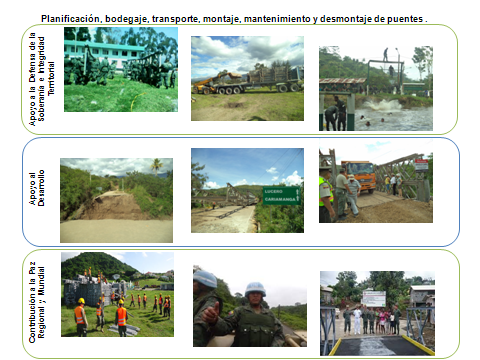 Planificación, bodegaje, transporte, montaje, mantenimiento y desmontaje de puentes .
Apoyo a la Defensa de la
Soberanía e Integridad
Territorial
Apoyo al
Desarrollo
LUCERO
CARIAMANGA
Contribución a la Paz
Regional y Mundial